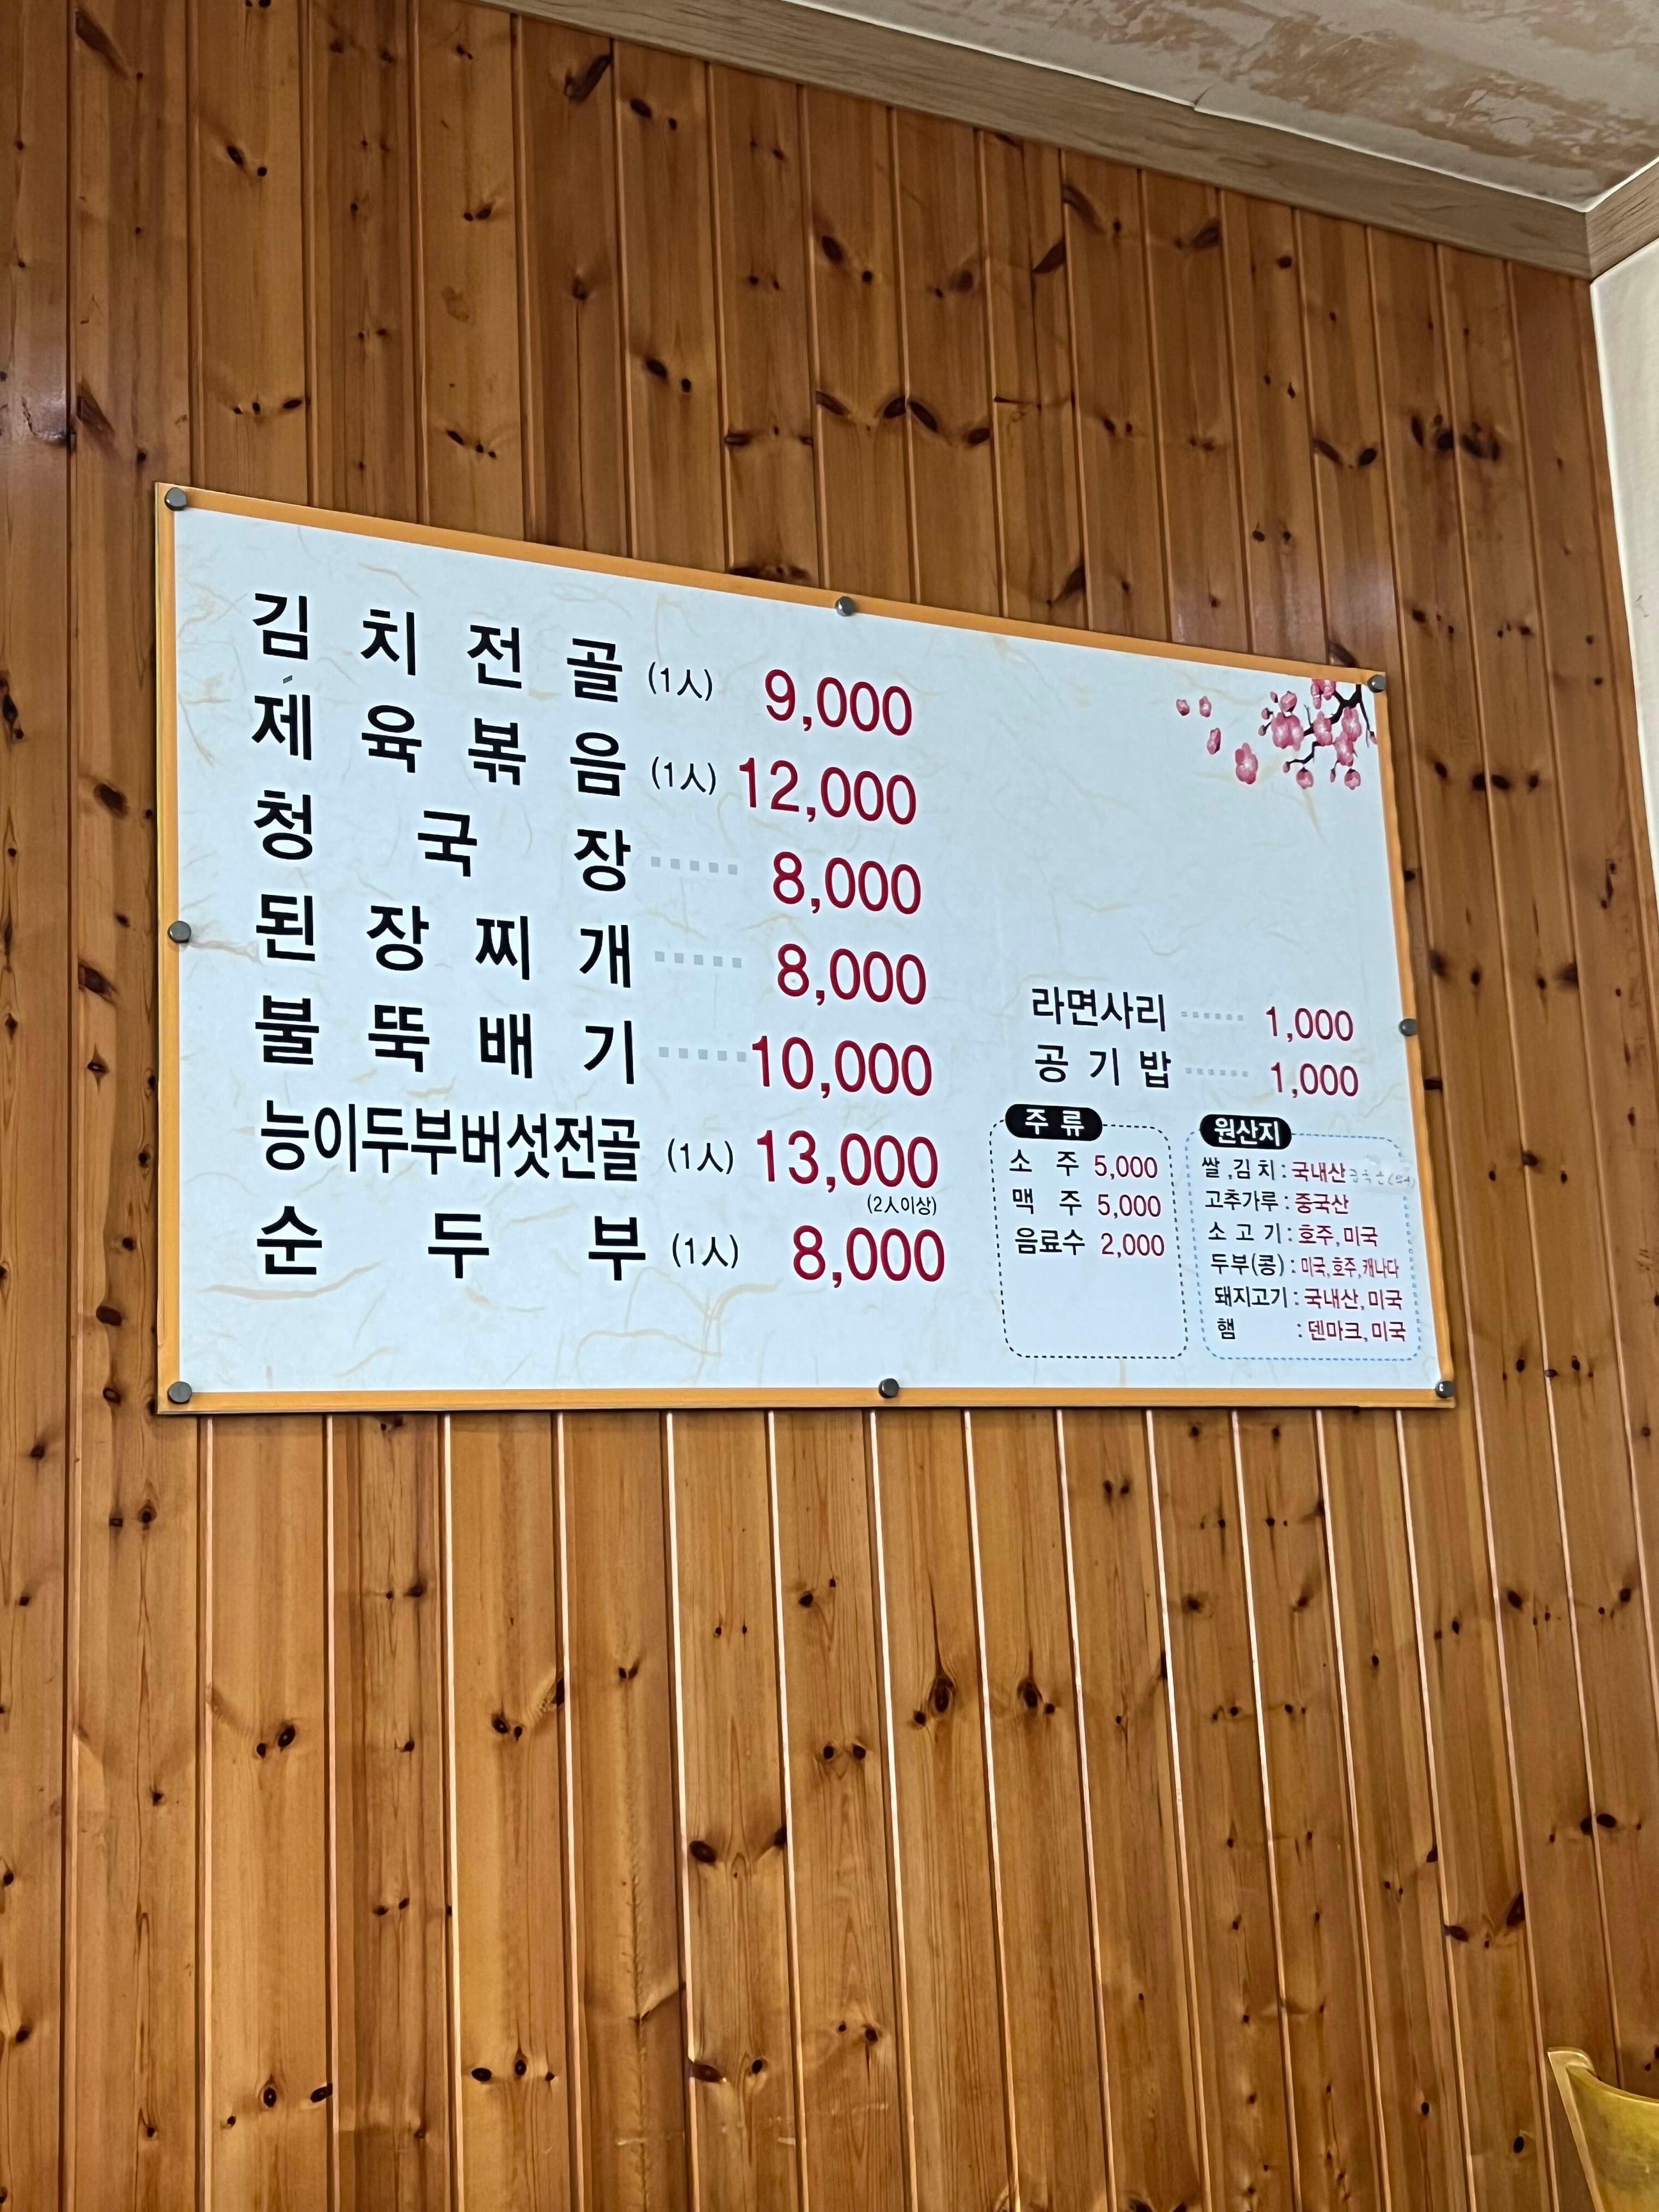 김치전골 (1人) 9,000
제육볶음 (1人) 12,000
청국장 8,000
된장찌개 8,000
불뚝배기 10,000
능이두부버섯전골 (1人) 13,000
(2人이상)
순두부 (1人) 8,000
라면사리 1,000
공기밥 1,000
주류
소주 5,000
맥주 5,000
음료수 2,000
원산지
쌀,김치 : 국내산
고추가루 : 중국산
소고기 : 호주,미국
두부(콩) : 미국,호주,캐나다
돼지고기 : 국내산,미국
햄 : 덴마크,미국